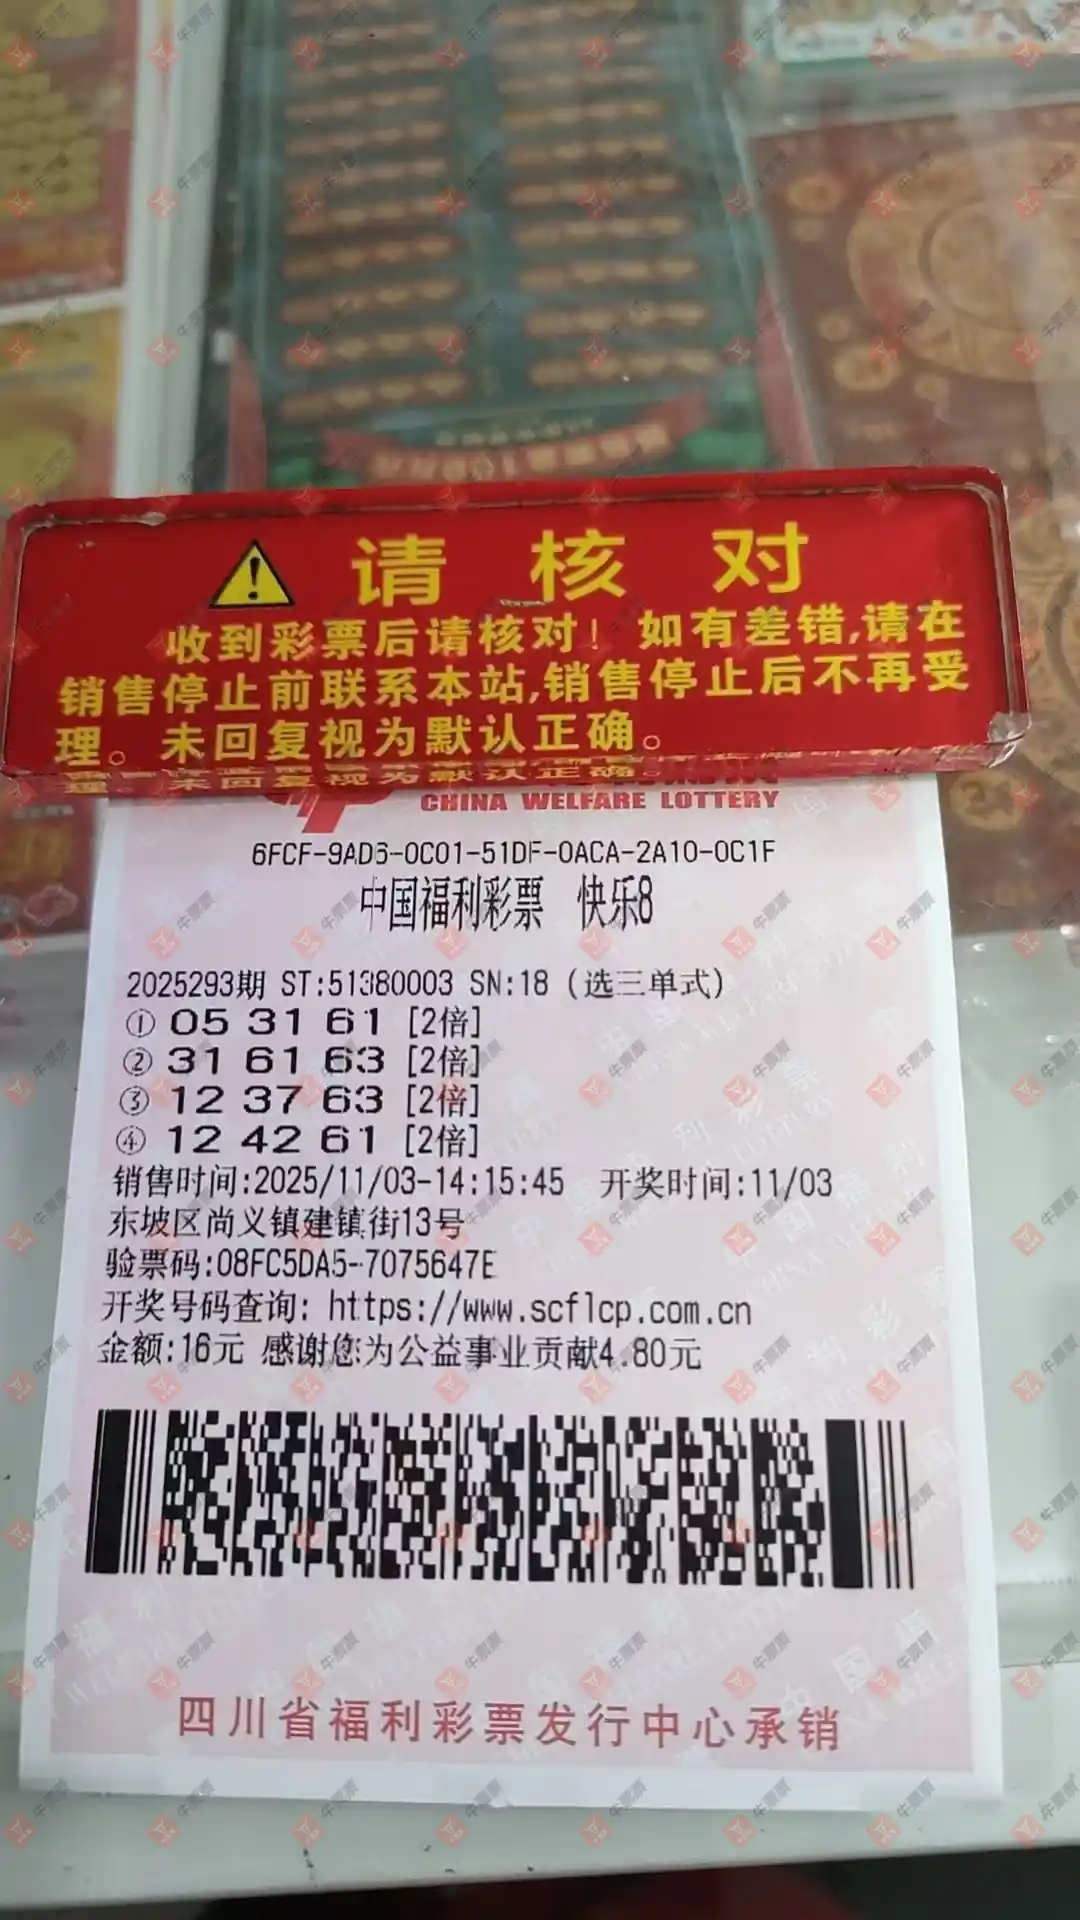 请 核 对
收到彩票后请核对！如有差错,请在
销售停止前联系本站,销售停止后不再受
理。未回复视为默认正确。
CHINA WELFARE LOTTERY
6FCF-9AD6-0C01-51DF-0ACA-2A10-0C1F
中国福利彩票 快乐8
2025293期 ST:51380003 SN:18 (选三单式)
① 05 31 61 [2倍]
② 31 61 63 [2倍]
③ 12 37 63 [2倍]
④ 12 42 61 [2倍]
销售时间:2025/11/03-14:15:45 开奖时间:11/03
东坡区尚义镇建镇街13号
验票码:08FC5DA5-7075647E
开奖号码查询: https://www.scflcp.com.cn
金额:16元 感谢您为公益事业贡献4.80元
四川省福利彩票发行中心承销
牛票票